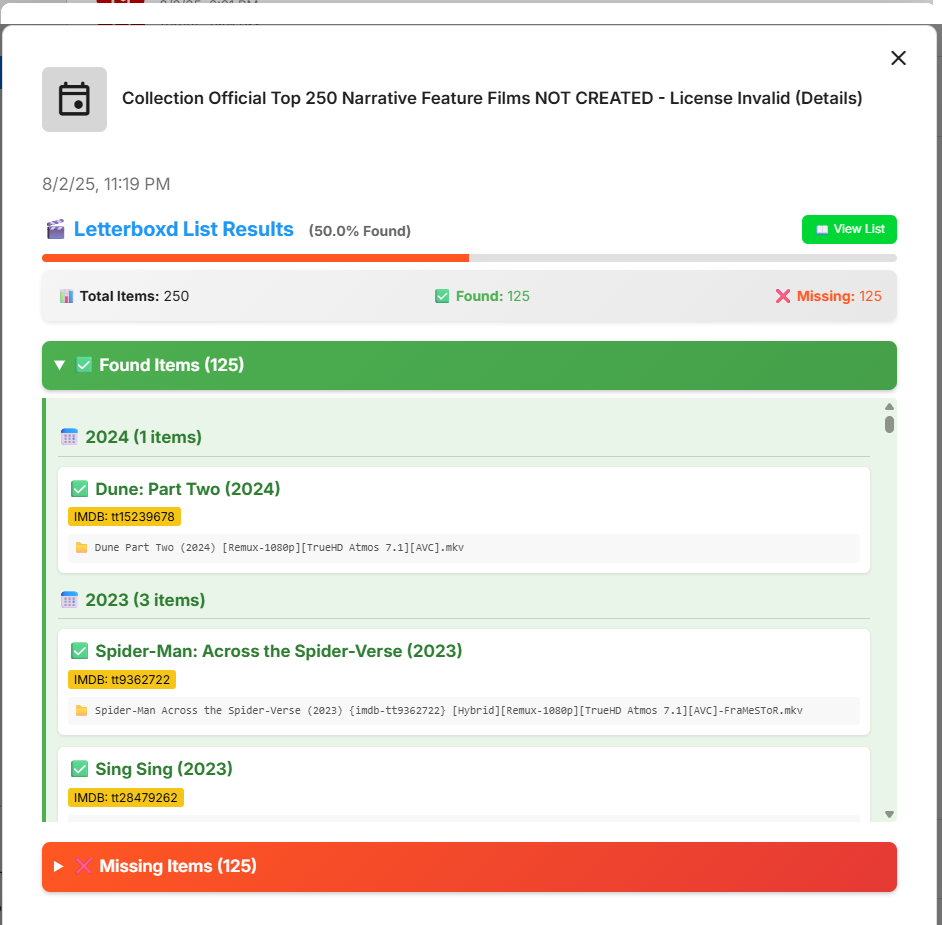 Collection Official Top 250 Narrative Feature Films NOT CREATED - License Invalid (Details)
8/2/25, 11:19 PM
Letterboxd List Results (50.0% Found)
View List
Total Items: 250
Found: 125
Missing: 125
Found Items (125)
2024 (1 items)
Dune: Part Two (2024)
IMDB: tt15239678
Dune Part Two (2024) [Remux-1080p][TrueHD Atmos 7.1][AVC].mkv
2023 (3 items)
Spider-Man: Across the Spider-Verse (2023)
IMDB: tt9362722
Spider-Man Across the Spider-Verse (2023) {imdb-tt9362722} [Hybrid][Remux-1080p][TrueHD Atmos 7.1][AVC]-FraMeSToR.mkv
Sing Sing (2023)
IMDB: tt28479262
Missing Items (125)